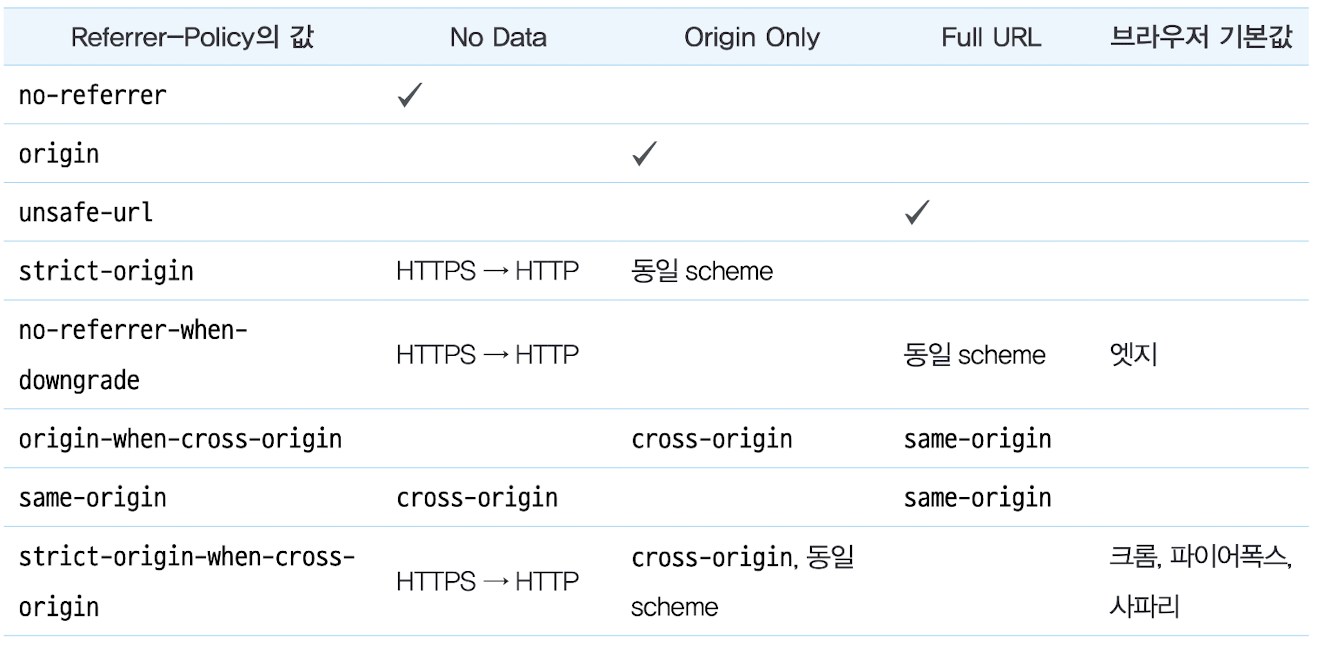 Referrer-Policy의 값 No Data Origin Only Full URL 브라우저 기본값
no-referrer ✓
origin ✓
unsafe-url ✓
strict-origin HTTPS → HTTP 동일 scheme
no-referrer-when-
downgrade HTTPS → HTTP 동일 scheme 엣지
origin-when-cross-origin cross-origin same-origin
same-origin cross-origin same-origin
strict-origin-when-cross-
origin HTTPS → HTTP cross-origin, 동일
scheme 크롬, 파이어폭스,
사파리